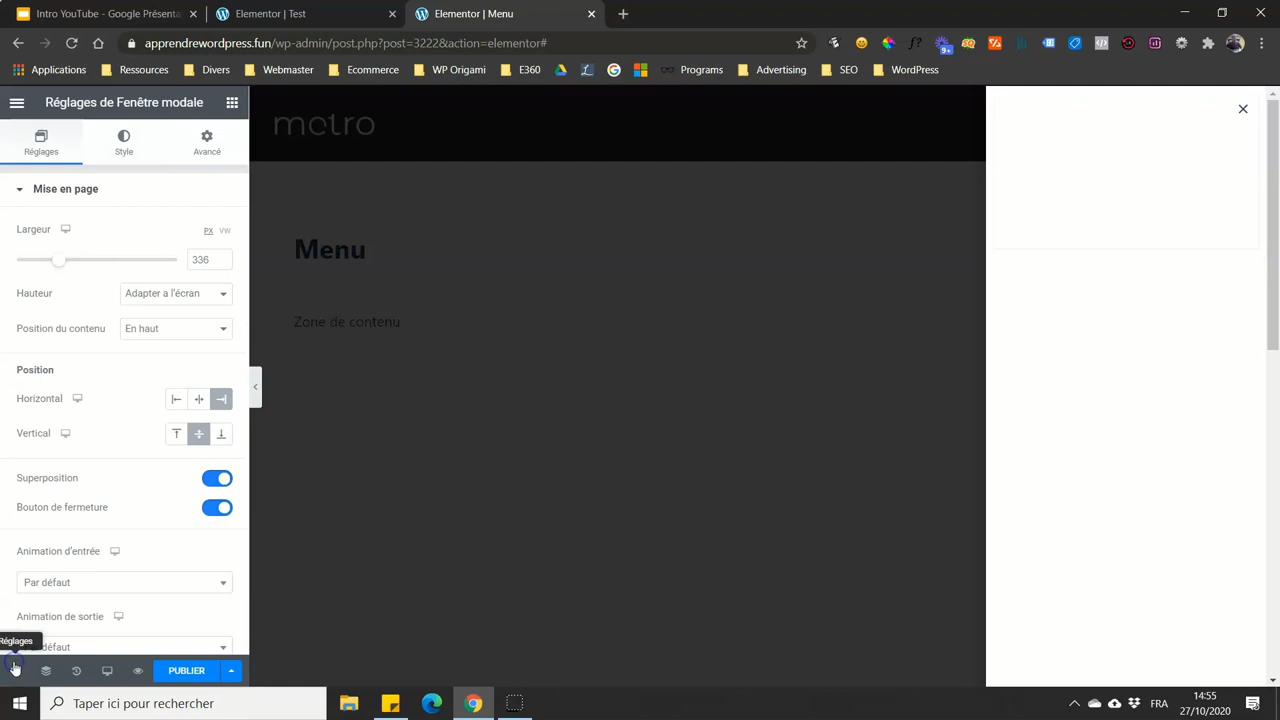 Intro YouTube - Google Présenta
Elementor | Test
Elementor | Menu
apprendrewordpress.fun/wp-admin/post.php?post=3222&action=elementor#
9+
Applications
Ressources
Divers
Webmaster
Ecommerce
WP Origami
E360
Programs
Advertising
SEO
WordPress
Réglages de Fenêtre modale
Réglages
Style
Avancé
metro
Mise en page
Largeur
PX VW
336
Menu
Hauteur
Adapter a l'écran
Position du contenu
En haut
Zone de contenu
Position
Horizontal
Vertical
Superposition
Bouton de fermeture
Animation d'entrée
Par défaut
Animation de sortie
Réglages
défaut
PUBLIER
Taper ici pour rechercher
FRA
14:55
27/10/2020